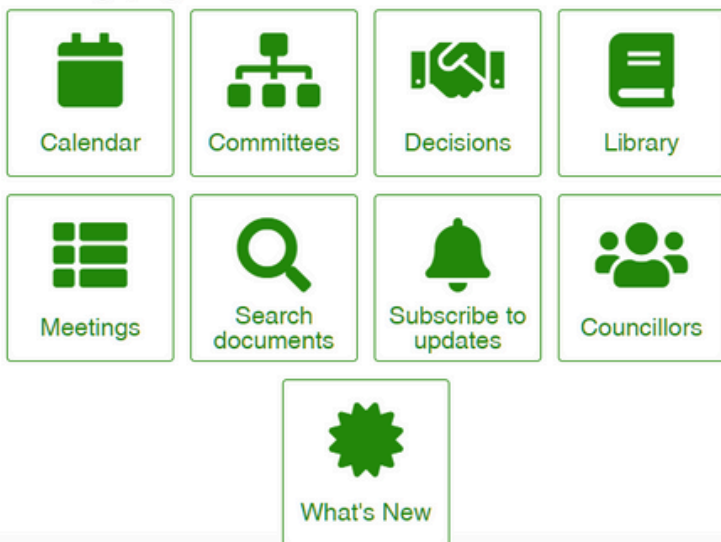 Calendar
Committees
Decisions
Library
Meetings
Search
documents
Subscribe to
updates
Councillors
What's New